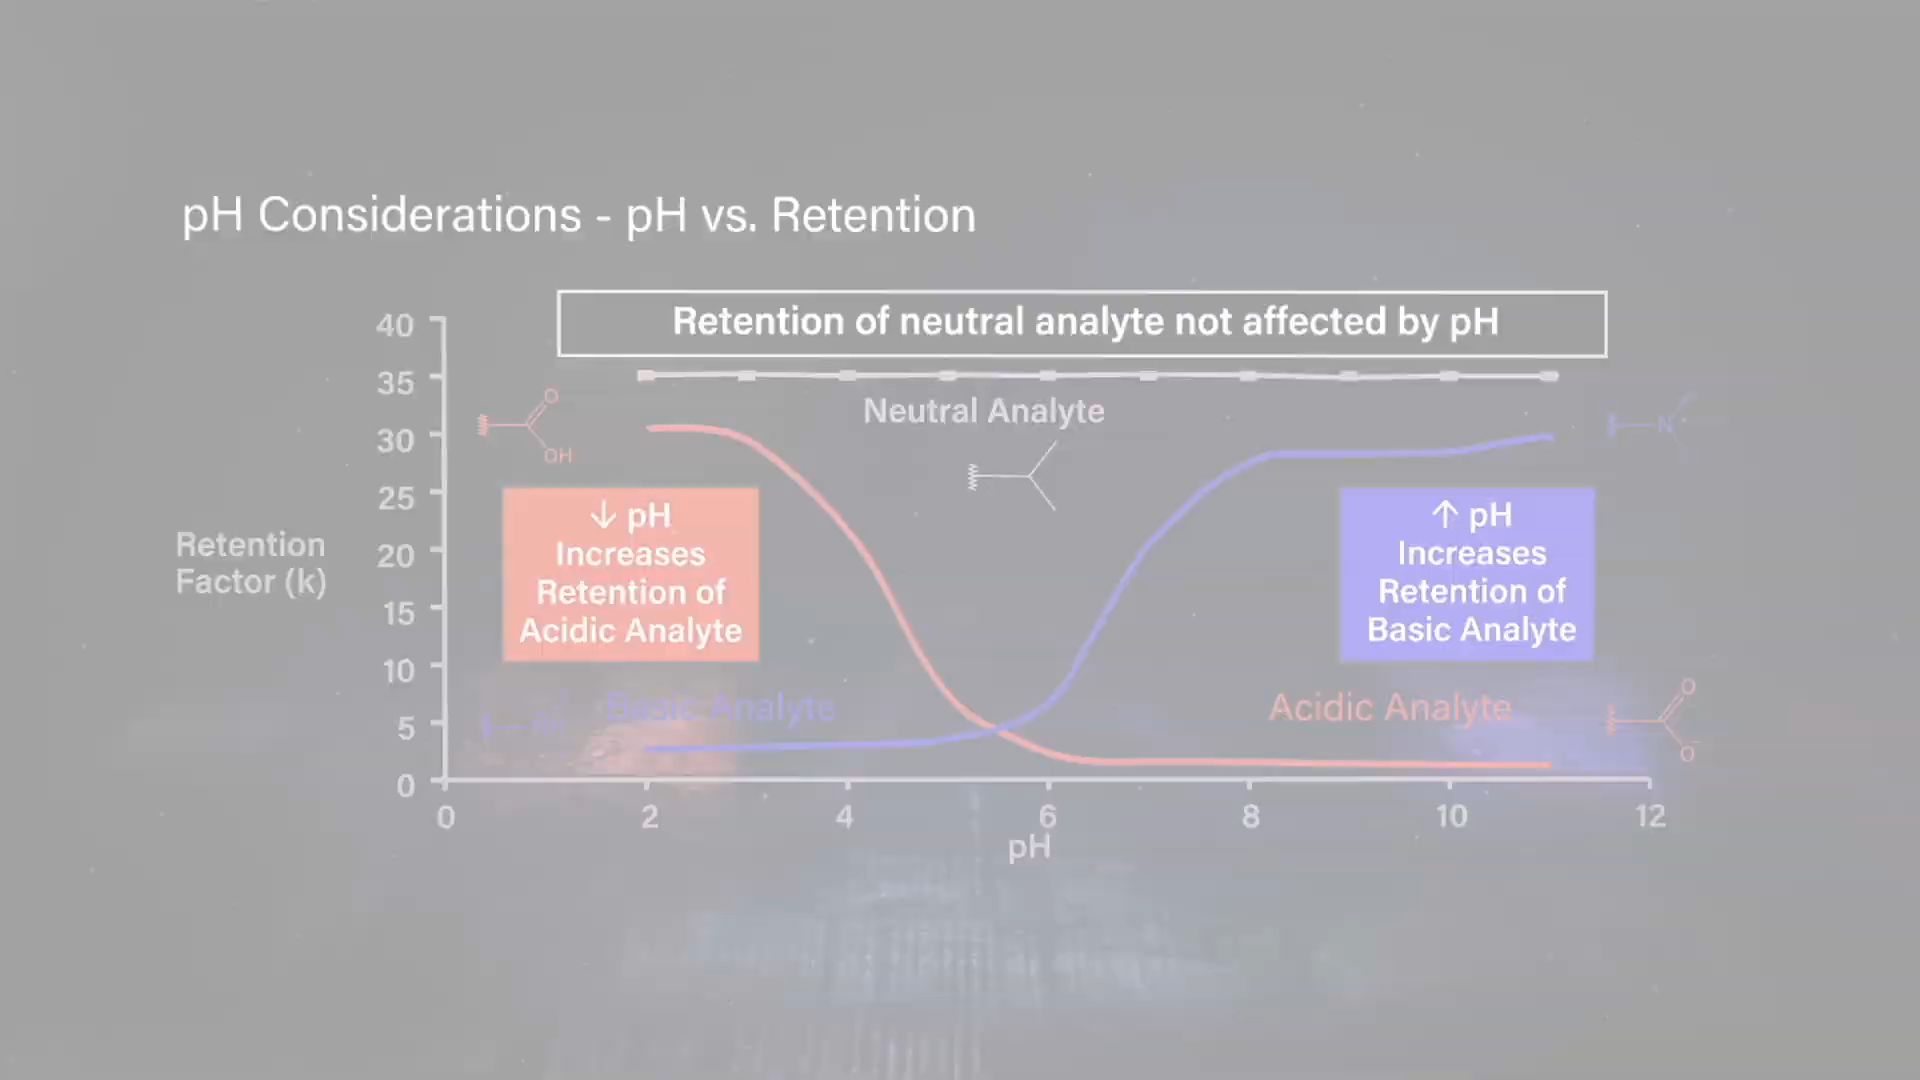 pH Considerations - pH vs. Retention
Retention of neutral analyte not affected by pH
40
35
30
25
20
15
10
5
0
Retention
Factor (k)
Neutral Analyte
O
OH
N
↓ pH
Increases
Retention of
Acidic Analyte
↑ pH
Increases
Retention of
Basic Analyte
Basic Analyte
Acidic Analyte
O
O⁻
0 2 4 6 8 10 12
pH